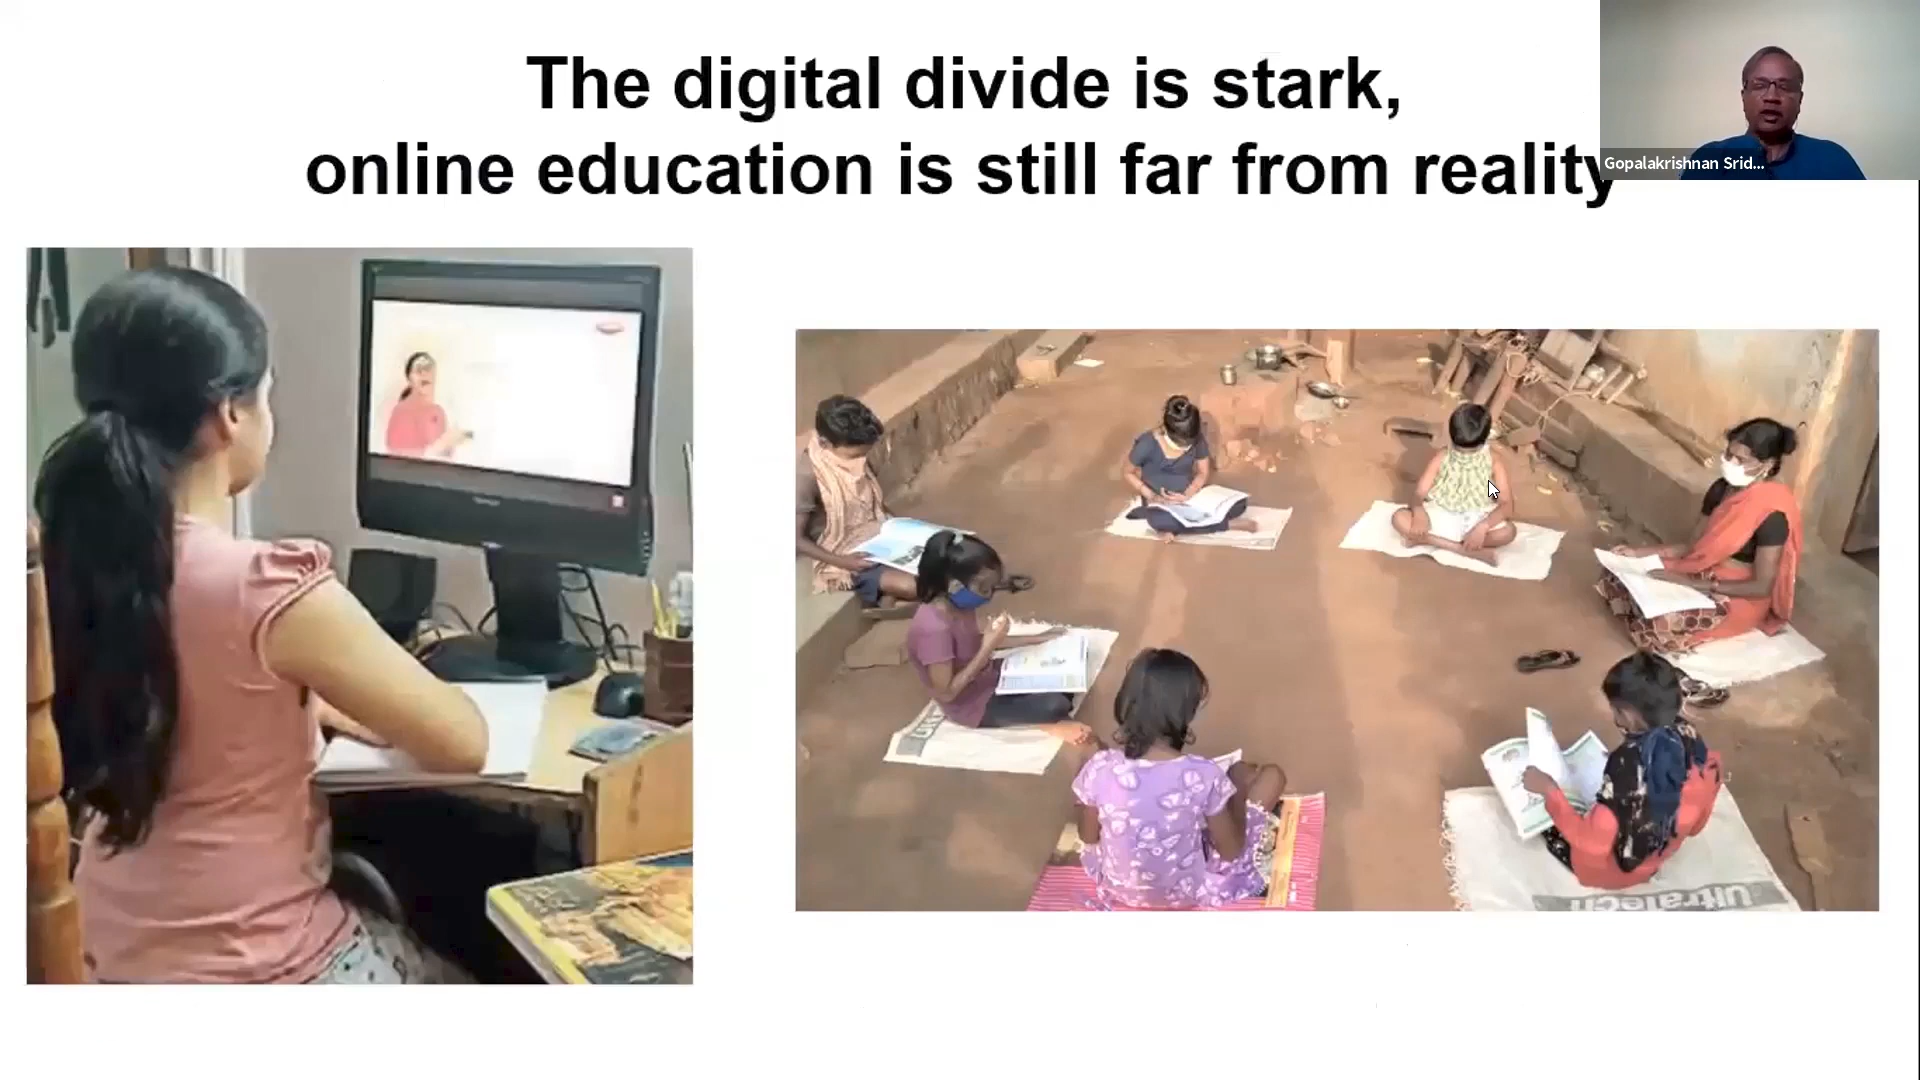 The digital divide is stark,
online education is still far from reality
Gopalakrishnan Srid...
UltraTech